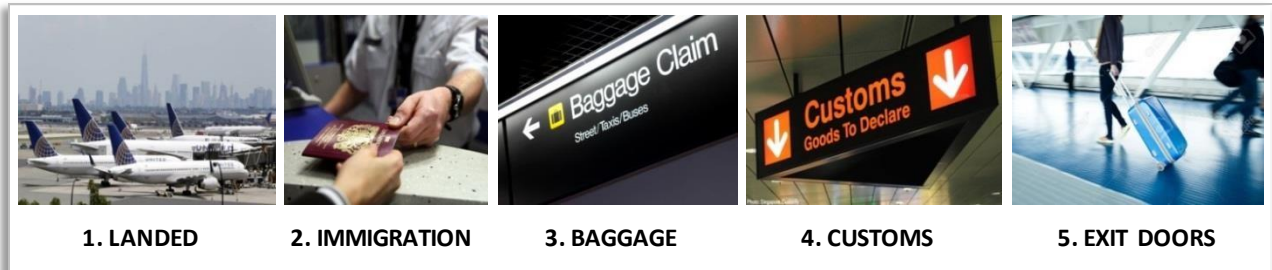 Baggage Claim
Street/Taxis/Buses
Customs
Goods To Declare
1. LANDED
2. IMMIGRATION
3. BAGGAGE
4. CUSTOMS
5. EXIT DOORS